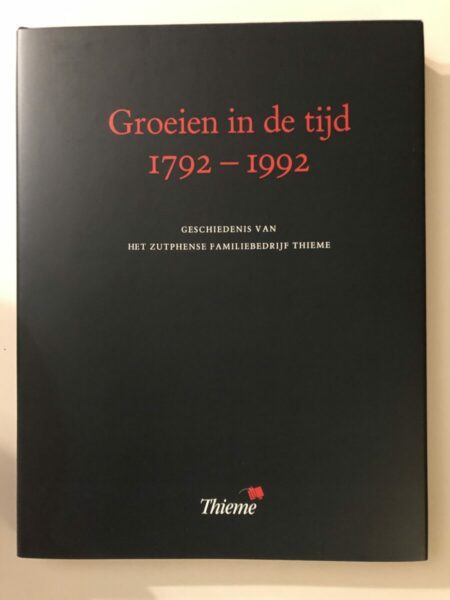 Groeien in de tijd
1792 – 1992
GESCHIEDENIS VAN
HET ZUTPHENSE FAMILIEBEDRIJF THIEME
Thieme